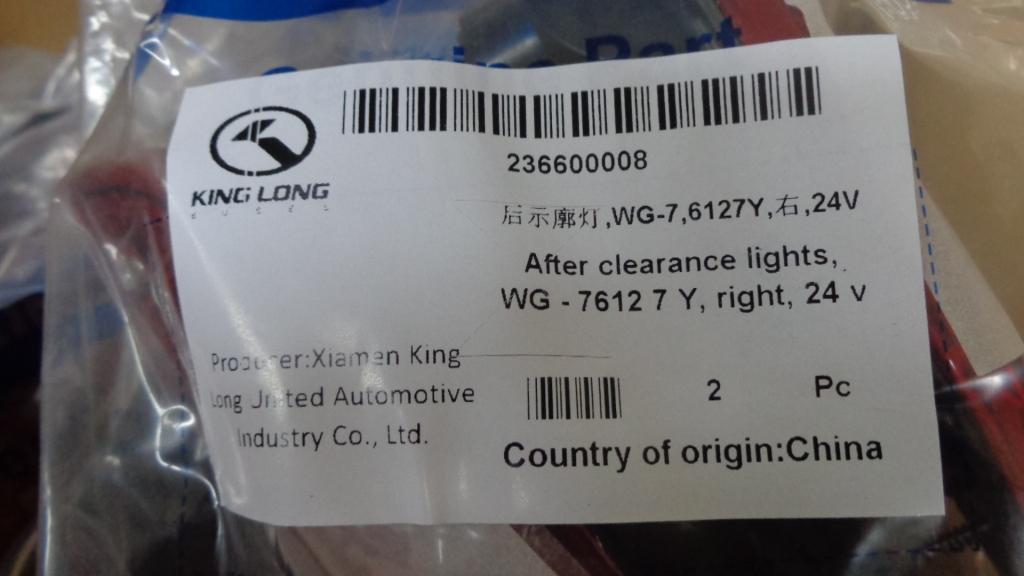 Part
KING LONG
236600008
后示廓灯,WG-7,6127Y,右,24V
After clearance lights,
WG - 7612 7 Y, right, 24 v
Producer:Xiamen King
Long United Automotive
Industry Co., Ltd.
2 Pc
Country of origin:China